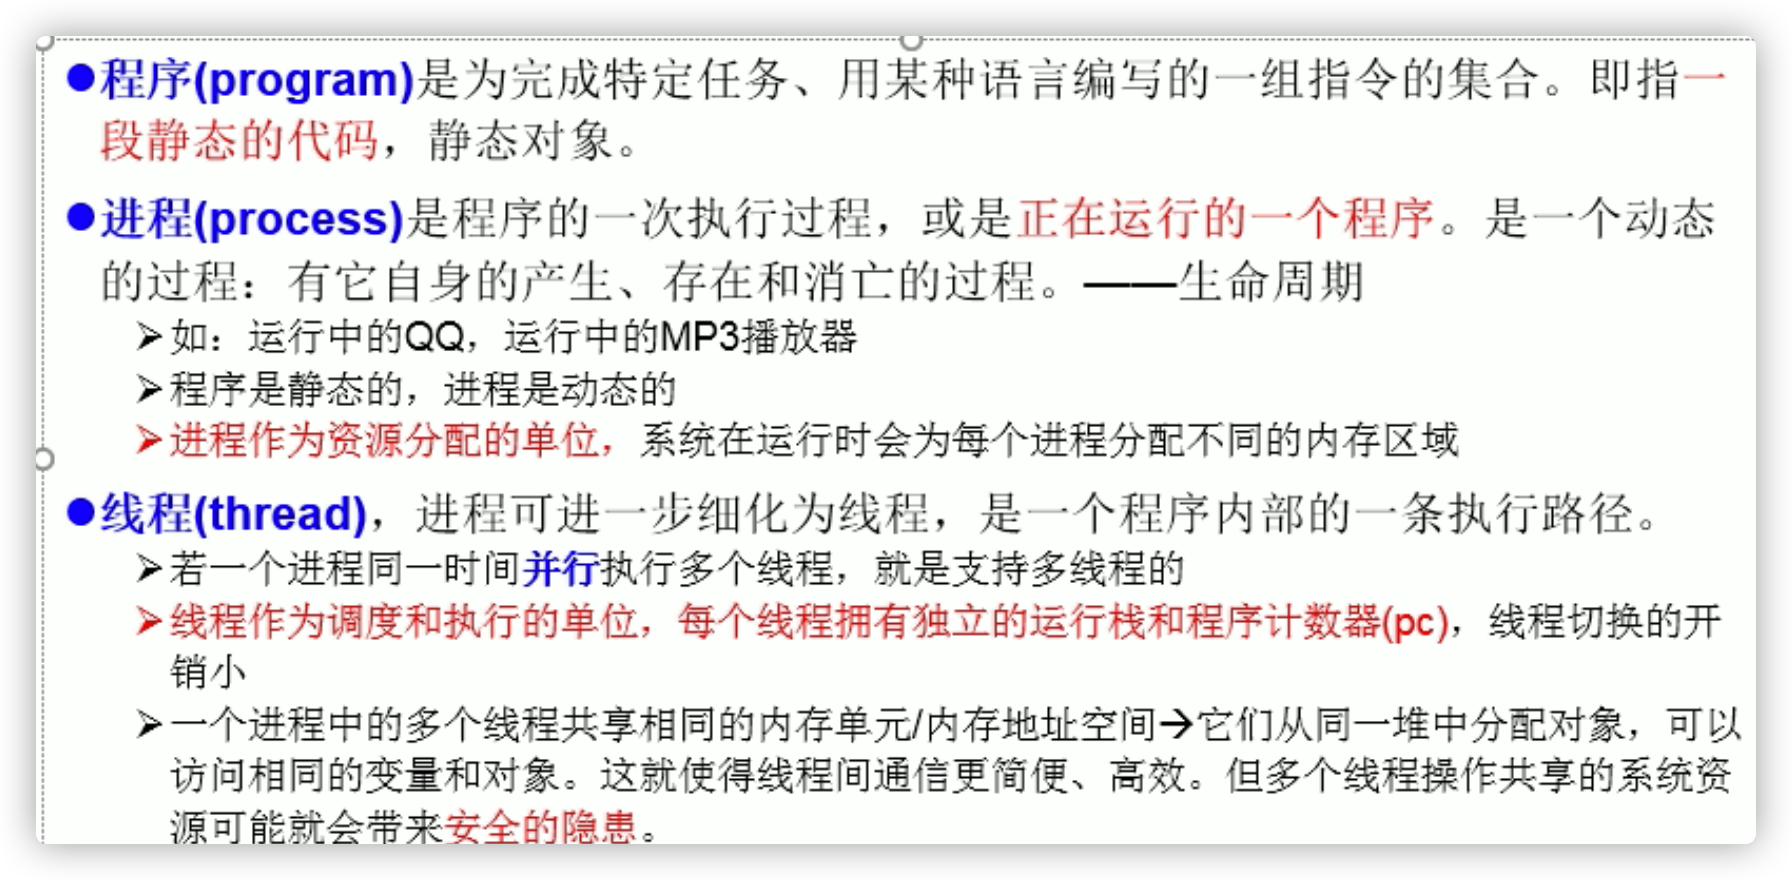 ●程序(program)是为完成特定任务、用某种语言编写的一组指令的集合。即指一
段静态的代码，静态对象。
●进程(process)是程序的一次执行过程，或是正在运行的一个程序。是一个动态
的过程：有它自身的产生、存在和消亡的过程。——生命周期
➢如：运行中的QQ，运行中的MP3播放器
➢程序是静态的，进程是动态的
➢进程作为资源分配的单位，系统在运行时会为每个进程分配不同的内存区域
●线程(thread)，进程可进一步细化为线程，是一个程序内部的一条执行路径。
➢若一个进程同一时间并行执行多个线程，就是支持多线程的
➢线程作为调度和执行的单位，每个线程拥有独立的运行栈和程序计数器(pc)，线程切换的开
销小
➢一个进程中的多个线程共享相同的内存单元/内存地址空间→它们从同一堆中分配对象，可以
访问相同的变量和对象。这就使得线程间通信更简便、高效。但多个线程操作共享的系统资
源可能就会带来安全的隐患。